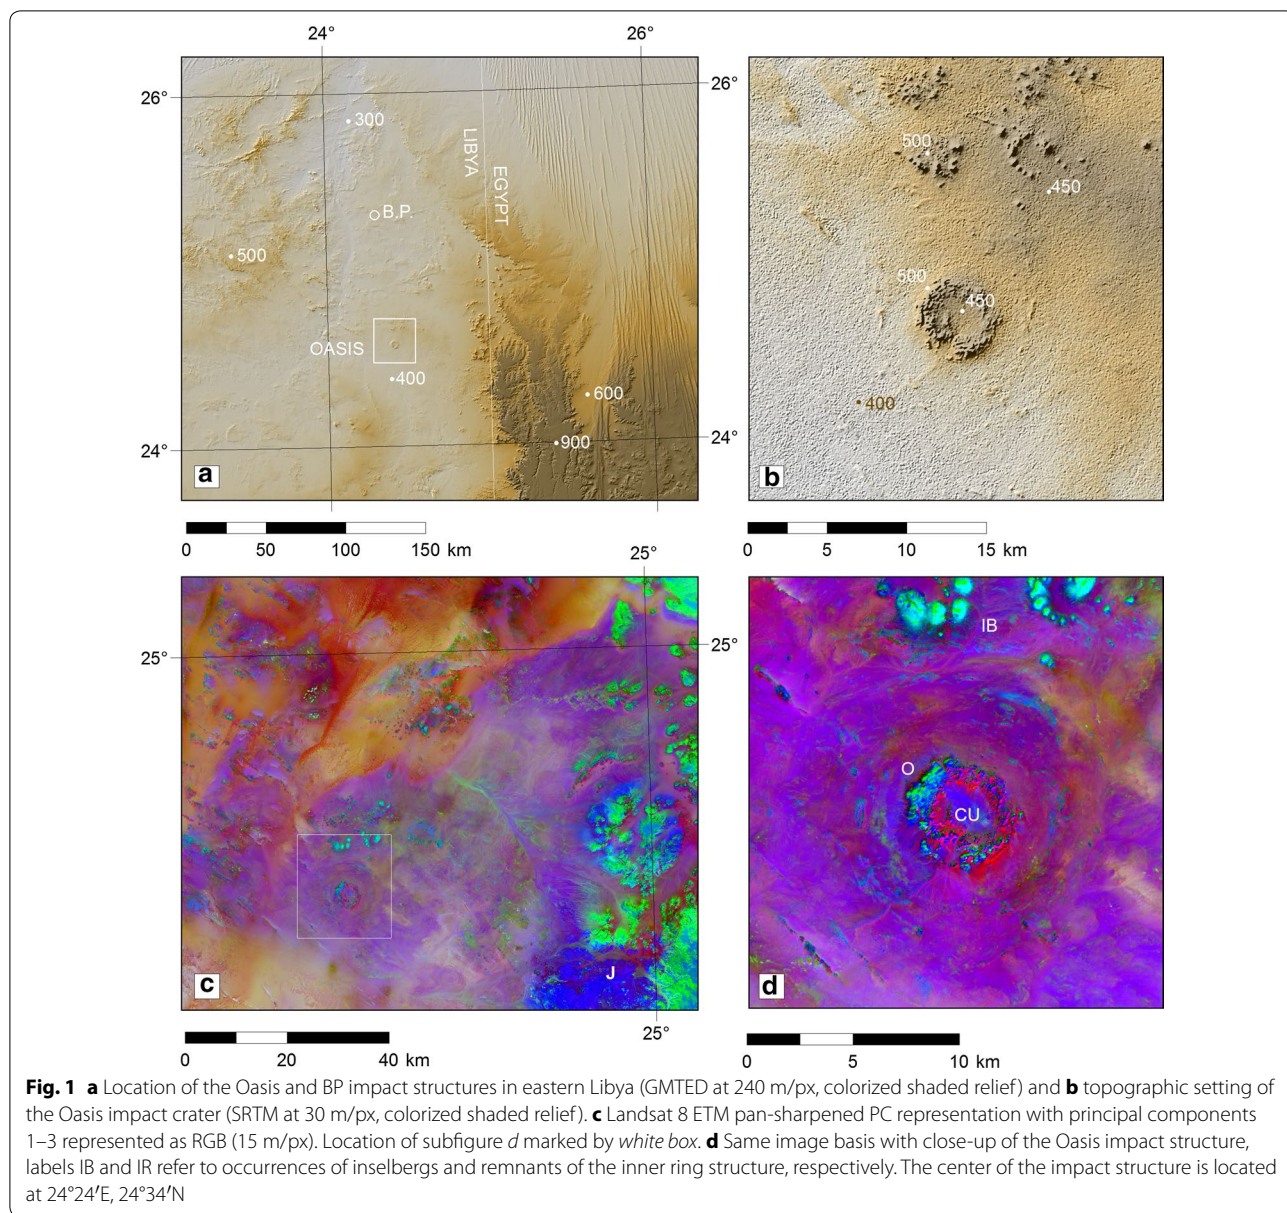 24°
26°
26°
26°
300
500
LIBYA
EGYPT
B.P.
500
450
500
500
450
OASIS
400
600
400
900
24°
24°
a
b
0 50 100 150 km
0 5 10 15 km
25°
25°
25°
IB
O
CU
J
c
d
25°
0 20 40 km
0 5 10 km
Fig. 1 a Location of the Oasis and BP impact structures in eastern Libya (GMTED at 240 m/px, colorized shaded relief) and b topographic setting of
the Oasis impact crater (SRTM at 30 m/px, colorized shaded relief). c Landsat 8 ETM pan-sharpened PC representation with principal components
1–3 represented as RGB (15 m/px). Location of subfigure d marked by white box. d Same image basis with close-up of the Oasis impact structure,
labels IB and IR refer to occurrences of inselbergs and remnants of the inner ring structure, respectively. The center of the impact structure is located
at 24°24′E, 24°34′N